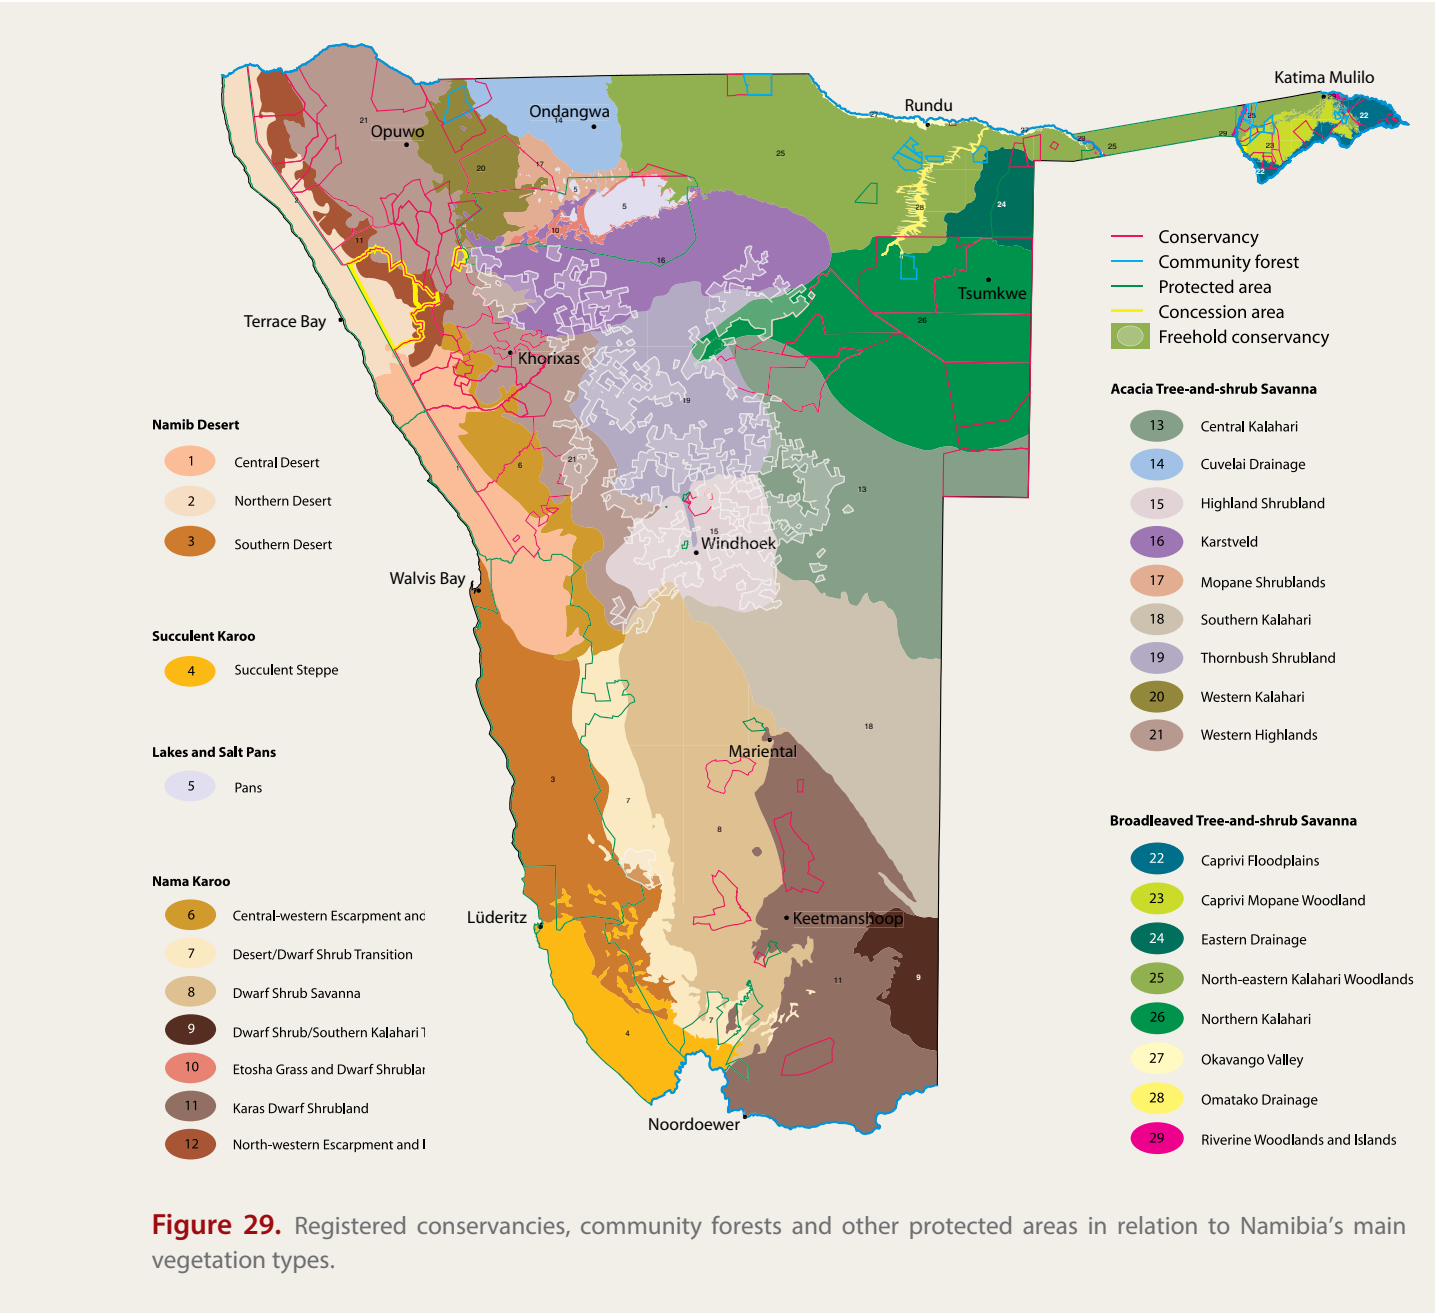 Katima Mulilo
Rundu
Ondangwa
Opuwo
Tsumkwe
Terrace Bay
Khorixas
Windhoek
Walvis Bay
Mariental
Lüderitz
Keetmanshoop
Noordoewer
Conservancy
Community forest
Protected area
Concession area
Freehold conservancy
Namib Desert
1 Central Desert
2 Northern Desert
3 Southern Desert
Succulent Karoo
4 Succulent Steppe
Lakes and Salt Pans
5 Pans
Nama Karoo
6 Central-western Escarpment and
7 Desert/Dwarf Shrub Transition
8 Dwarf Shrub Savanna
9 Dwarf Shrub/Southern Kalahari
10 Etosha Grass and Dwarf
11 Karas Dwarf Shrubland
12 North-western Escarpment and
Acacia Tree-and-shrub Savanna
13 Central Kalahari
14 Cuvelai Drainage
15 Highland Shrubland
16 Karstveld
17 Mopane Shrublands
18 Southern Kalahari
19 Thornbush Shrubland
20 Western Kalahari
21 Western Highlands
Broadleaved Tree-and-shrub Savanna
22 Caprivi Floodplains
23 Caprivi Mopane Woodland
24 Eastern Drainage
25 North-eastern Kalahari Woodlands
26 Northern Kalahari
27 Okavango Valley
28 Omatako Drainage
29 Riverine Woodlands and Islands
Figure 29. Registered conservancies, community forests and other protected areas in relation to Namibia's main
vegetation types.